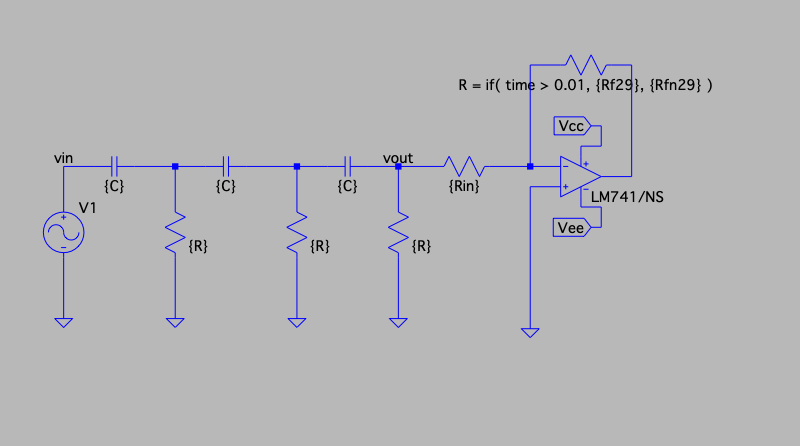 R = if( time > 0.01, {Rf29}, {Rfn29} )
Vcc
vin
vout
{C}
{C}
{C}
{Rin}
V1
LM741/NS
Vee
{R}
{R}
{R}